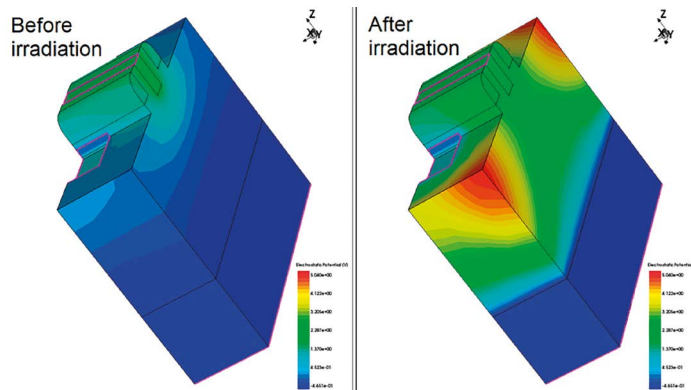 Before
irradiation
Z
X Y
Electrostatic Potential (V)
5.040e+00
4.123e+00
3.205e+00
2.287e+00
1.370e+00
4.523e-01
-4.651e-01
After
irradiation
Z
X Y
Electrostatic Potential
5.040e+00
4.123e+00
3.205e+00
2.287e+00
1.370e+00
4.523e-01
-4.651e-01